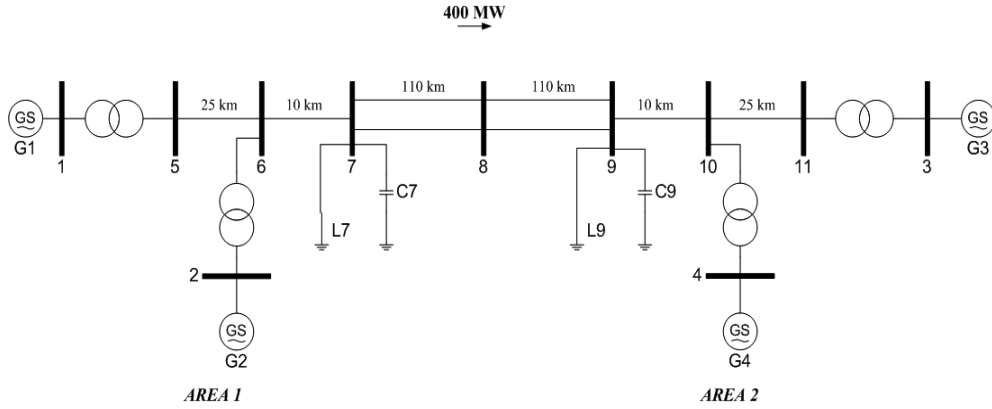 400 MW
110 km 110 km
25 km 10 km 10 km 25 km
GS GS
G1 G3
1 5 6 7 8 9 10 11 3
C7 C9
L7 L9
2 4
GS GS
G2 G4
AREA 1 AREA 2